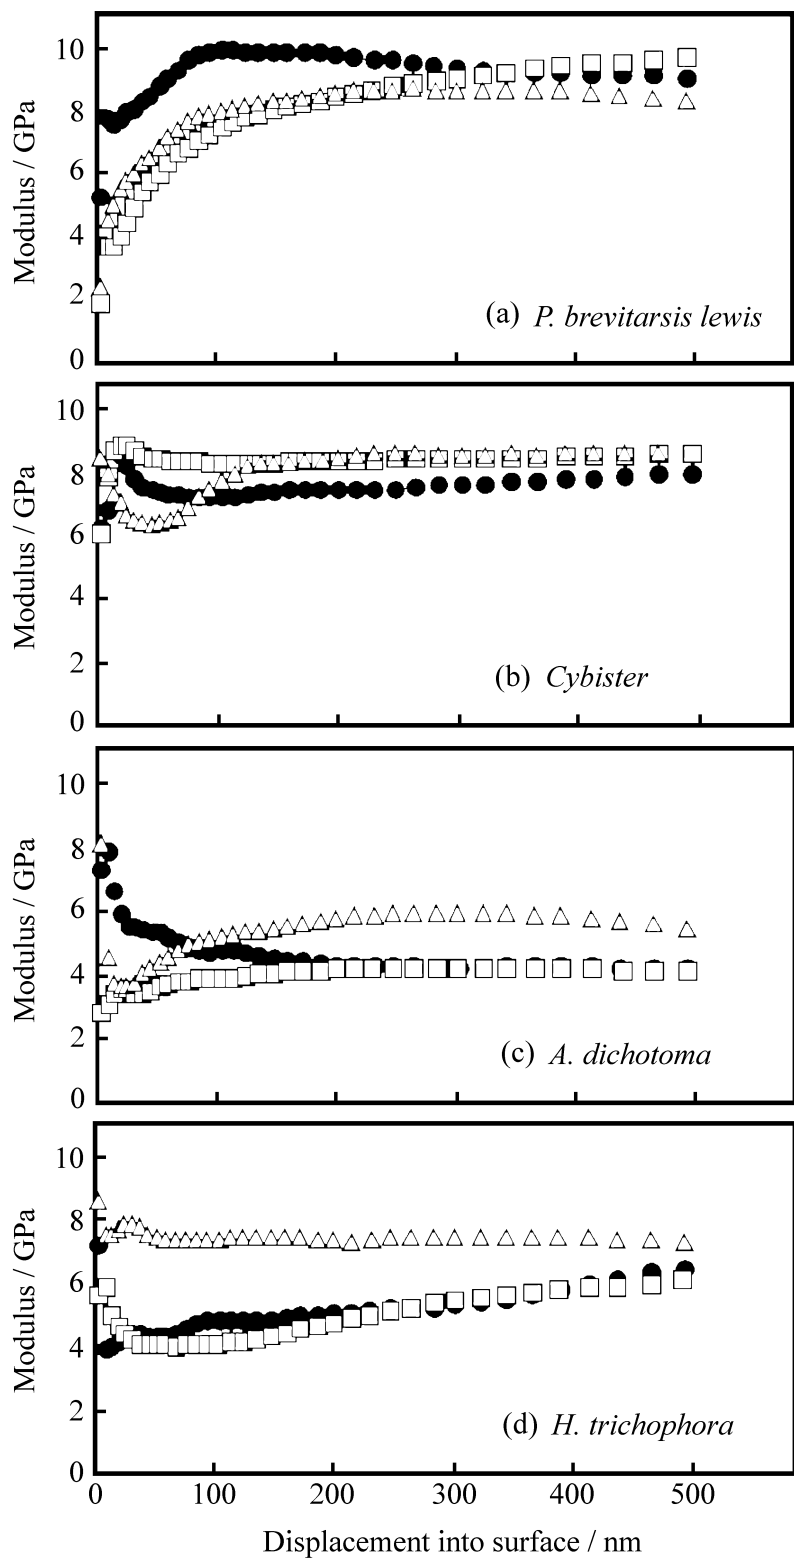 10
8
6
4
2
0
Modulus / GPa
(a) P. brevitarsis lewis
10
8
6
4
2
0
Modulus / GPa
(b) Cybister
10
8
6
4
2
0
Modulus / GPa
(c) A. dichotoma
10
8
6
4
2
0
Modulus / GPa
(d) H. trichophora
0 100 200 300 400 500
Displacement into surface / nm